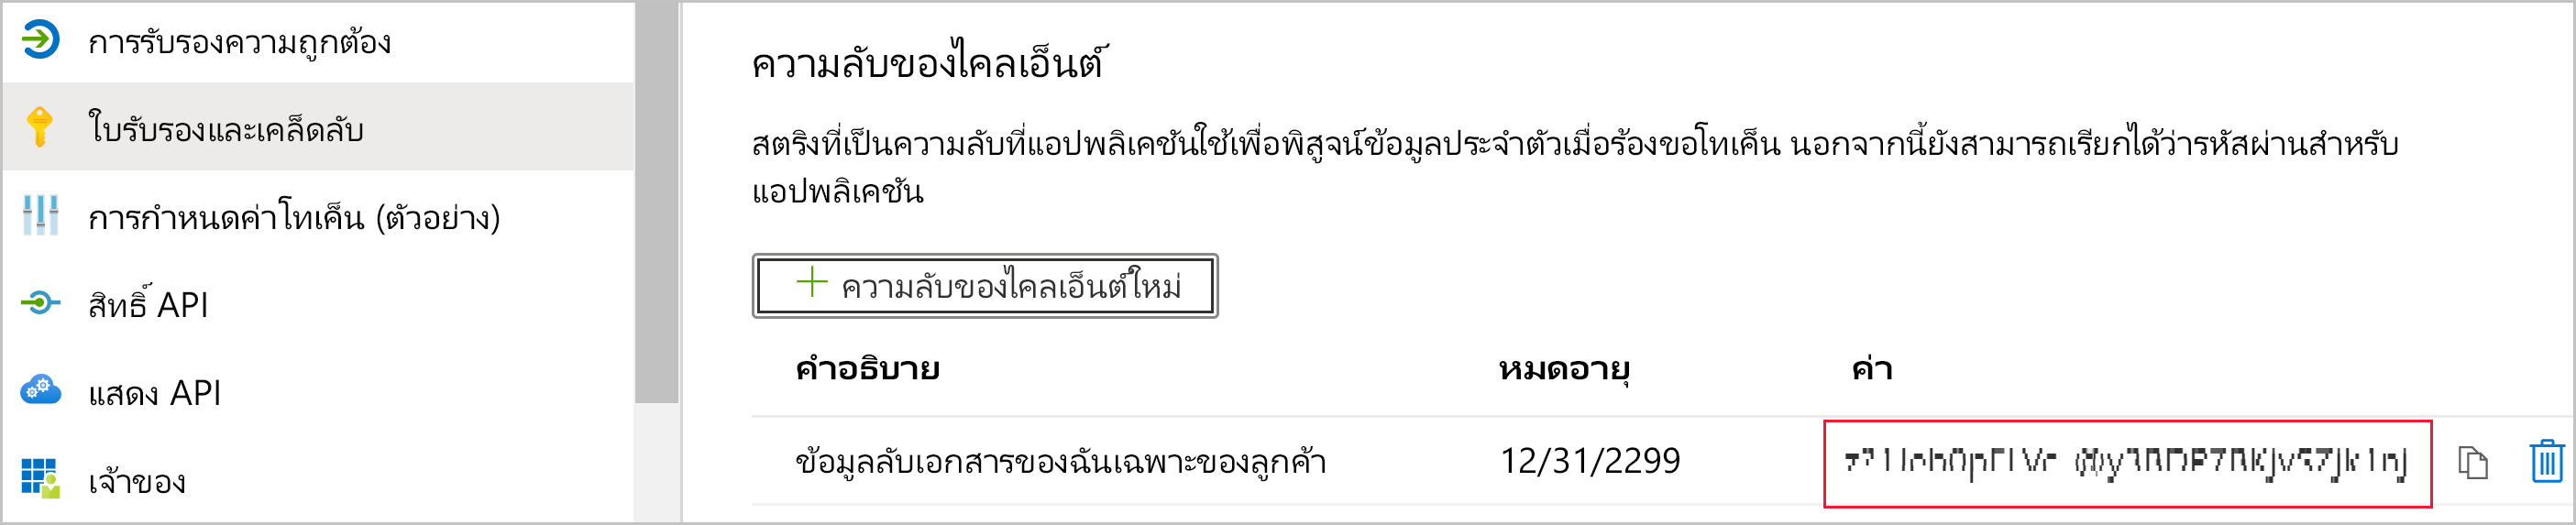 การรับรองความถูกต้อง
ใบรับรองและเคล็ดลับ
การกำหนดค่าโทเค็น (ตัวอย่าง)
สิทธิ์ API
แสดง API
เจ้าของ
ความลับของไคลเอ็นต์
สตริงที่เป็นความลับที่แอปพลิเคชันใช้เพื่อพิสูจน์ข้อมูลประจำตัวเมื่อร้องขอโทเค็น นอกจากนี้ยังสามารถเรียกได้ว่ารหัสผ่านสำหรับ
แอปพลิเคชัน
+ ความลับของไคลเอ็นต์ใหม่
คำอธิบาย หมดอายุ ค่า
ข้อมูลลับเอกสารของฉันเฉพาะของลูกค้า 12/31/2299